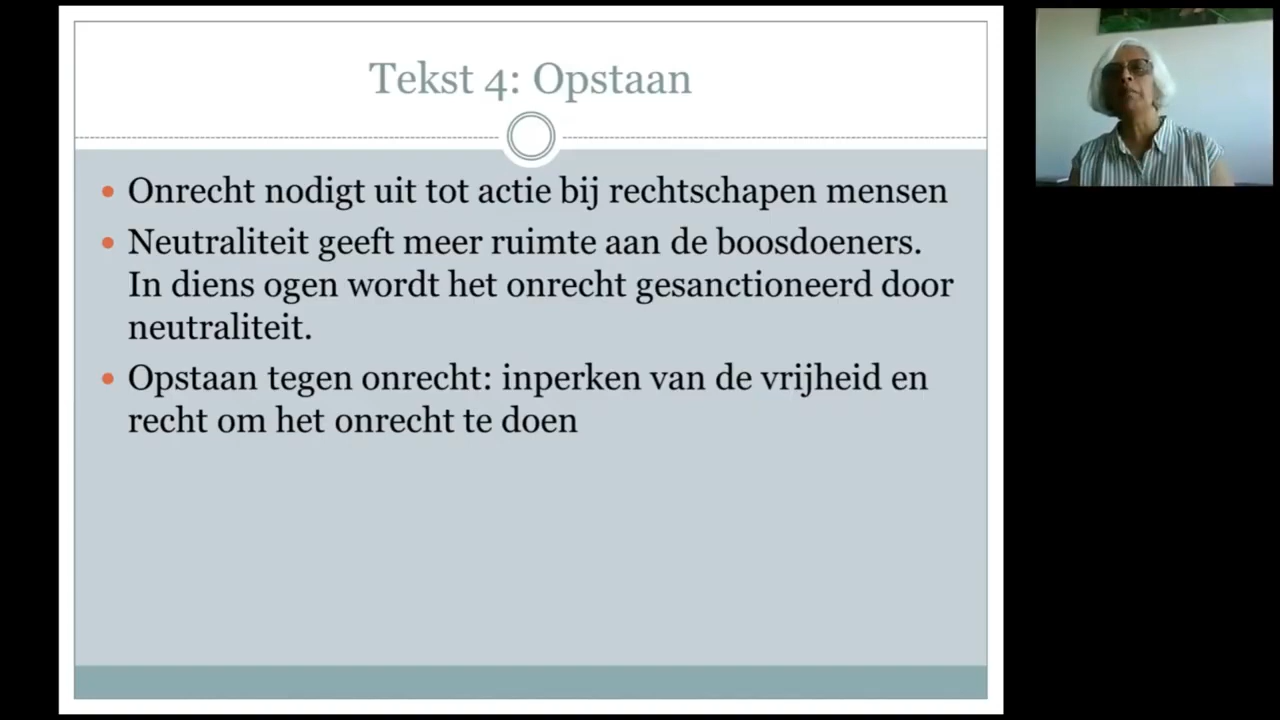 Tekst 4: Opstaan
• Onrecht nodigt uit tot actie bij rechtschapen mensen
• Neutraliteit geeft meer ruimte aan de boosdoeners.
In diens ogen wordt het onrecht gesanctioneerd door
neutraliteit.
• Opstaan tegen onrecht: inperken van de vrijheid en
recht om het onrecht te doen